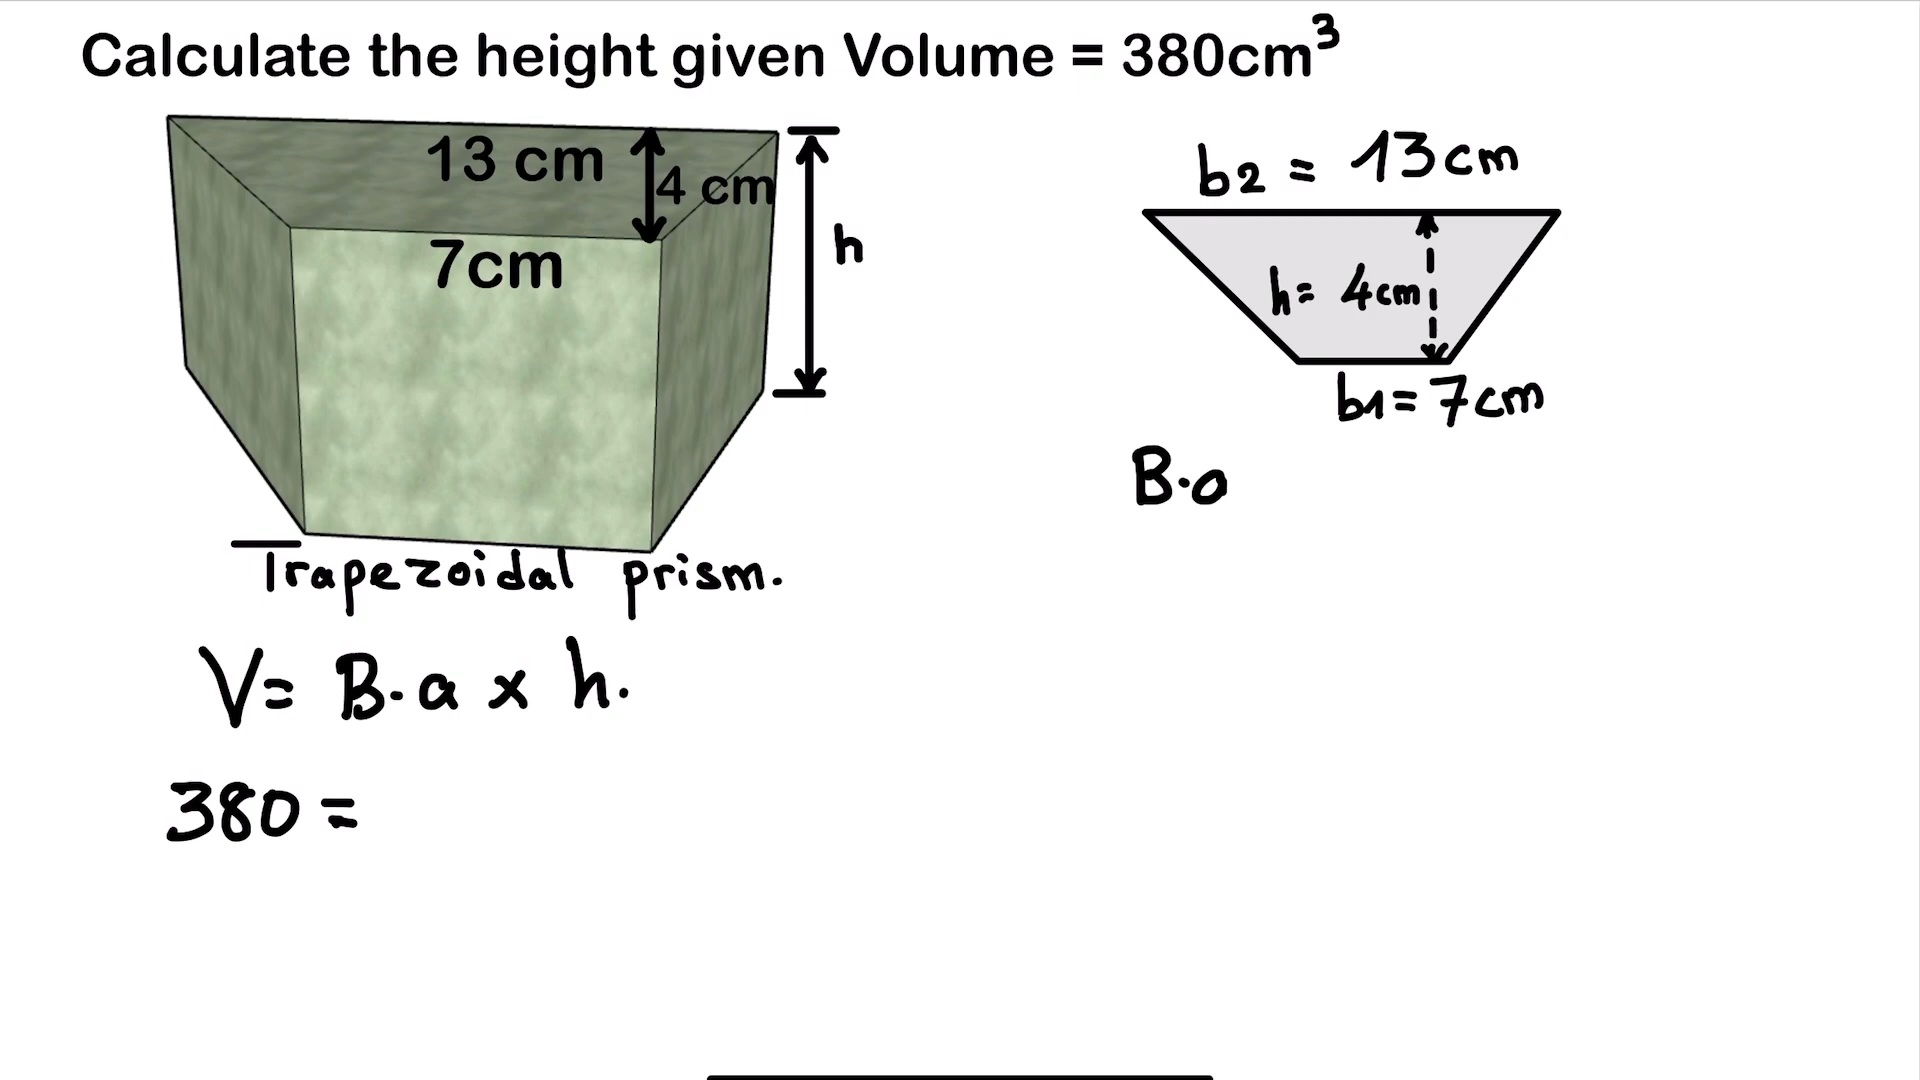 Calculate the height given Volume = 380cm³
13 cm
4 cm
7cm
h
Trapezoidal prism.
V= B.a x h.
380 =
b2 = 13cm
h= 4cm
b1= 7cm
B.a